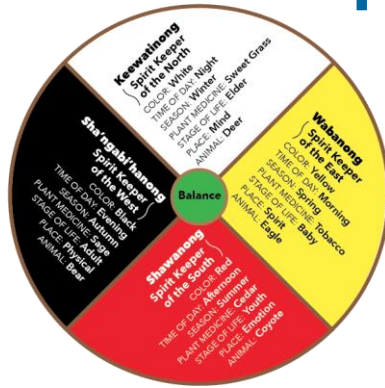 Keewatinong
Spirit Keeper
of the North
COLOR: White
TIME OF DAY: Night
SEASON: Winter
PLANT MEDICINE: Sweet Grass
STAGE OF LIFE: Elder
PLACE: Mind
ANIMAL: Deer
Wabanong
Spirit Keeper
of the East
COLOR: Yellow
TIME OF DAY: Morning
SEASON: Spring
PLANT MEDICINE: Tobacco
STAGE OF LIFE: Baby
PLACE: Spirit
ANIMAL: Eagle
Shawanong
Spirit Keeper
of the South
COLOR: Red
TIME OF DAY: Afternoon
SEASON: Summer
PLANT MEDICINE: Cedar
STAGE OF LIFE: Youth
PLACE: Emotion
ANIMAL: Coyote
Sha'ngabi'hanong
Spirit Keeper
of the West
COLOR: Black
TIME OF DAY: Evening
SEASON: Autumn
PLANT MEDICINE: Sage
STAGE OF LIFE: Adult
PLACE: Physical
ANIMAL: Bear
Balance